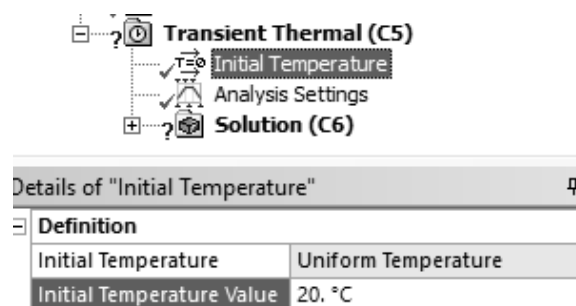 Transient Thermal (C5)
Initial Temperature
Analysis Settings
Solution (C6)
Details of "Initial Temperature"
Definition
Initial Temperature Uniform Temperature
Initial Temperature Value 20. °C